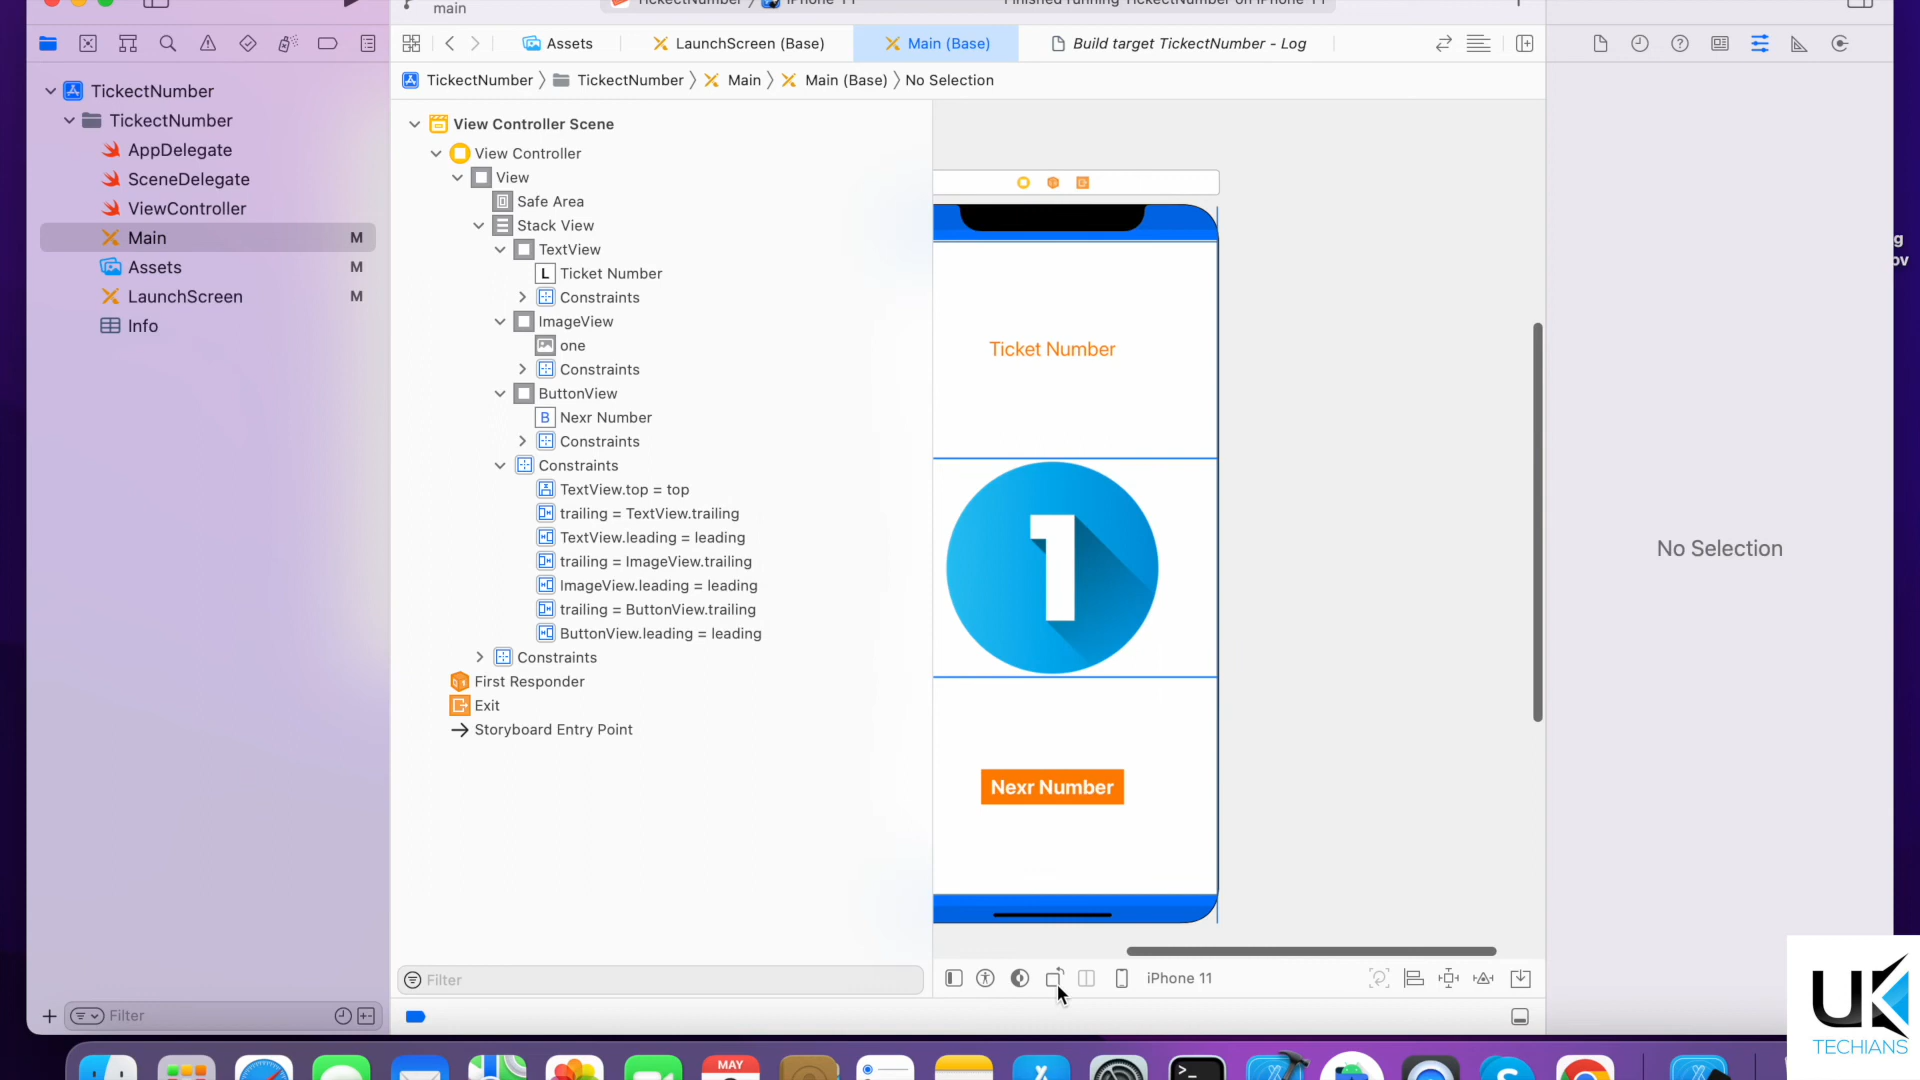 main
Assets
LaunchScreen (Base)
Main (Base)
Build target TickectNumber - Log
TickectNumber
TickectNumber
Main
Main (Base)
No Selection
TickectNumber
TickectNumber
AppDelegate
SceneDelegate
ViewController
Main M
Assets M
LaunchScreen M
Info
View Controller Scene
View Controller
View
Safe Area
Stack View
TextView
L Ticket Number
Constraints
ImageView
one
Constraints
ButtonView
B Nexr Number
Constraints
Constraints
TextView.top = top
trailing = TextView.trailing
TextView.leading = leading
trailing = ImageView.trailing
ImageView.leading = leading
trailing = ButtonView.trailing
ButtonView.leading = leading
Constraints
First Responder
Exit
Storyboard Entry Point
Ticket Number
1
Nexr Number
No Selection
Filter
iPhone 11
Filter
MAY
UK
TECHIANS